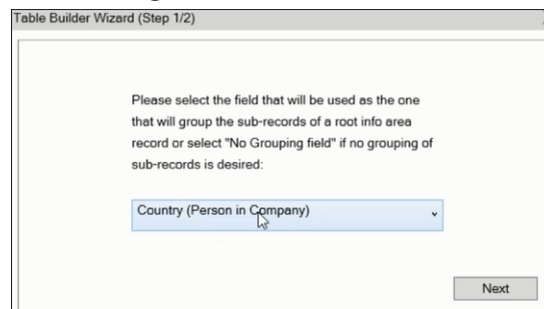 Table Builder Wizard (Step 1/2)
Please select the field that will be used as the one
that will group the sub-records of a root info area
record or select "No Grouping field" if no grouping of
sub-records is desired:
Country (Person in Company)
Next